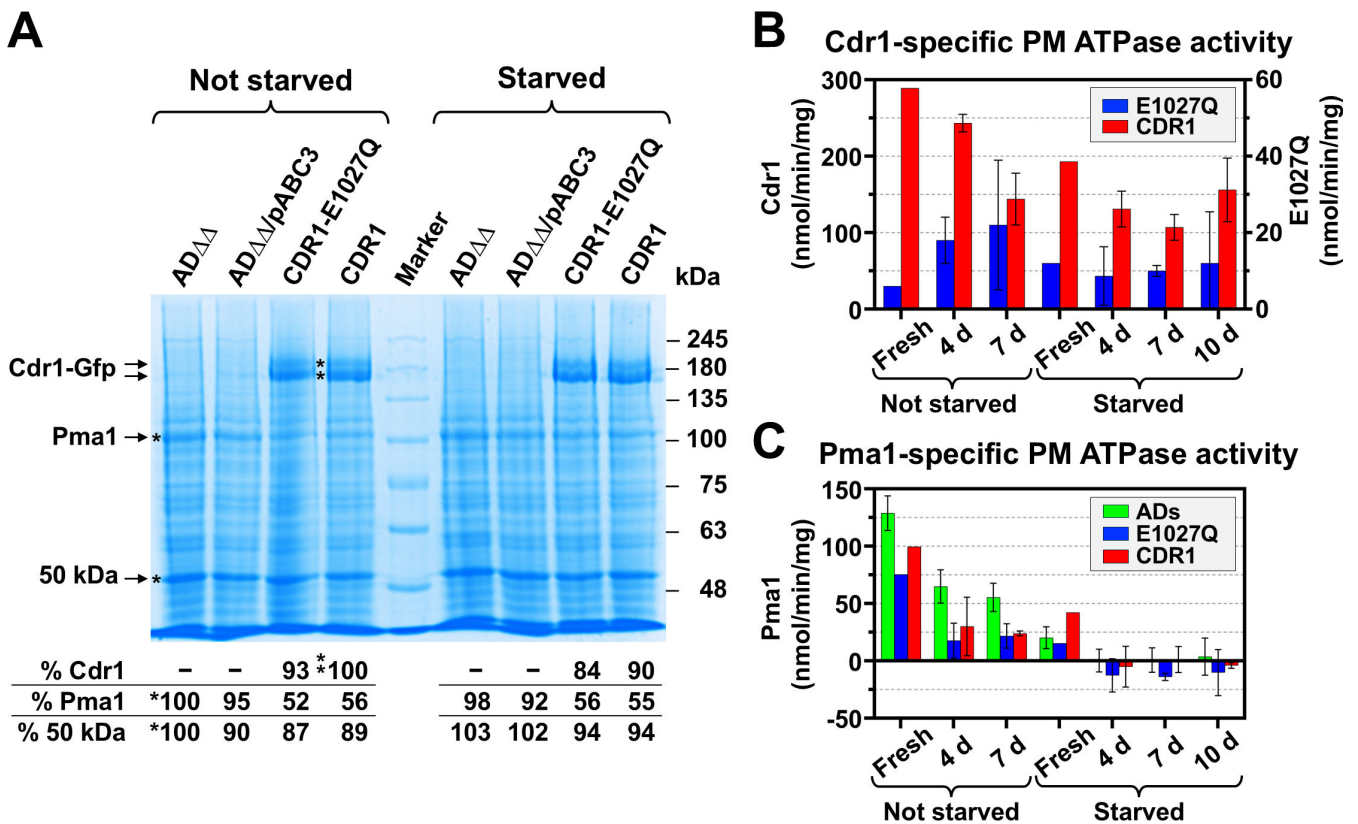 A
Not starved
Starved
ADΔΔ
ADΔΔ/pABC3
CDR1-E1027Q
CDR1
Marker
ADΔΔ
ADΔΔ/pABC3
CDR1-E1027Q
CDR1
kDa
Cdr1-Gfp
*
*
Pma1
*
50 kDa
*
245
180
135
100
75
63
48
% Cdr1 – – 93 **100 – – 84 90
% Pma1 *100 95 52 56 98 92 56 55
% 50 kDa *100 90 87 89 103 102 94 94
B
Cdr1-specific PM ATPase activity
Cdr1
(nmol/min/mg)
300
200
100
0
E1027Q
CDR1
60
40
20
0
E1027Q
(nmol/min/mg)
Fresh
4 d
7 d
Fresh
4 d
7 d
10 d
Not starved
Starved
C
Pma1-specific PM ATPase activity
Pma1
(nmol/min/mg)
150
100
50
0
-50
ADs
E1027Q
CDR1
Fresh
4 d
7 d
Fresh
4 d
7 d
10 d
Not starved
Starved